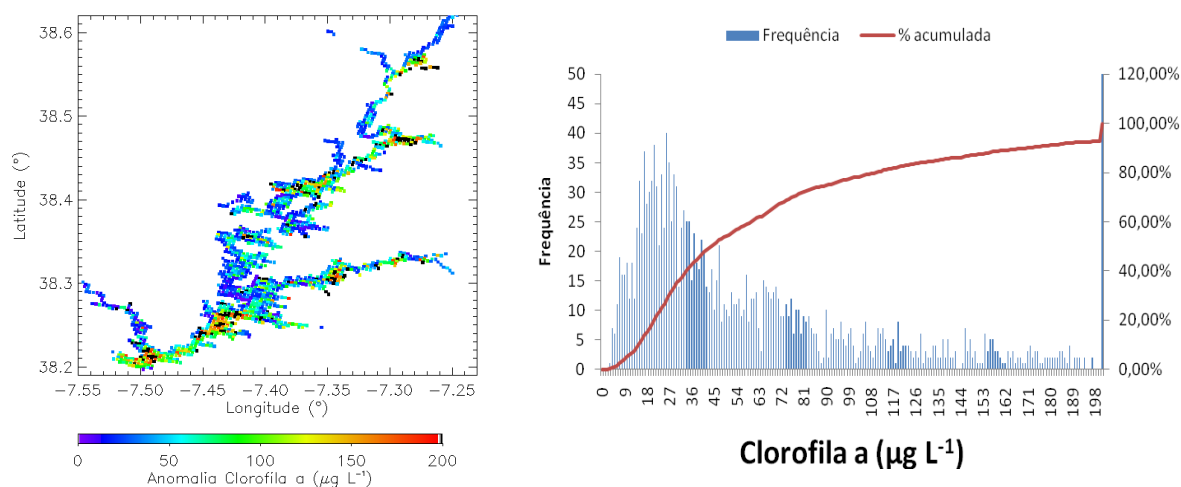 38.6
38.5
38.4
38.3
38.2
Latitude (°)
−7.55 −7.50 −7.45 −7.40 −7.35 −7.30 −7.25
Longitude (°)
0 50 100 150 200
Anomalia Clorofila a (μg L⁻¹)
Frequência % acumulada
50 120,00%
45
40 100,00%
35
30 80,00%
25 60,00%
20
15 40,00%
10 20,00%
5
0 0,00%
Frequência
0 9 18 27 36 45 54 63 72 81 90 99 108 117 126 135 144 153 162 171 180 189 198
Clorofila a (μg L⁻¹)